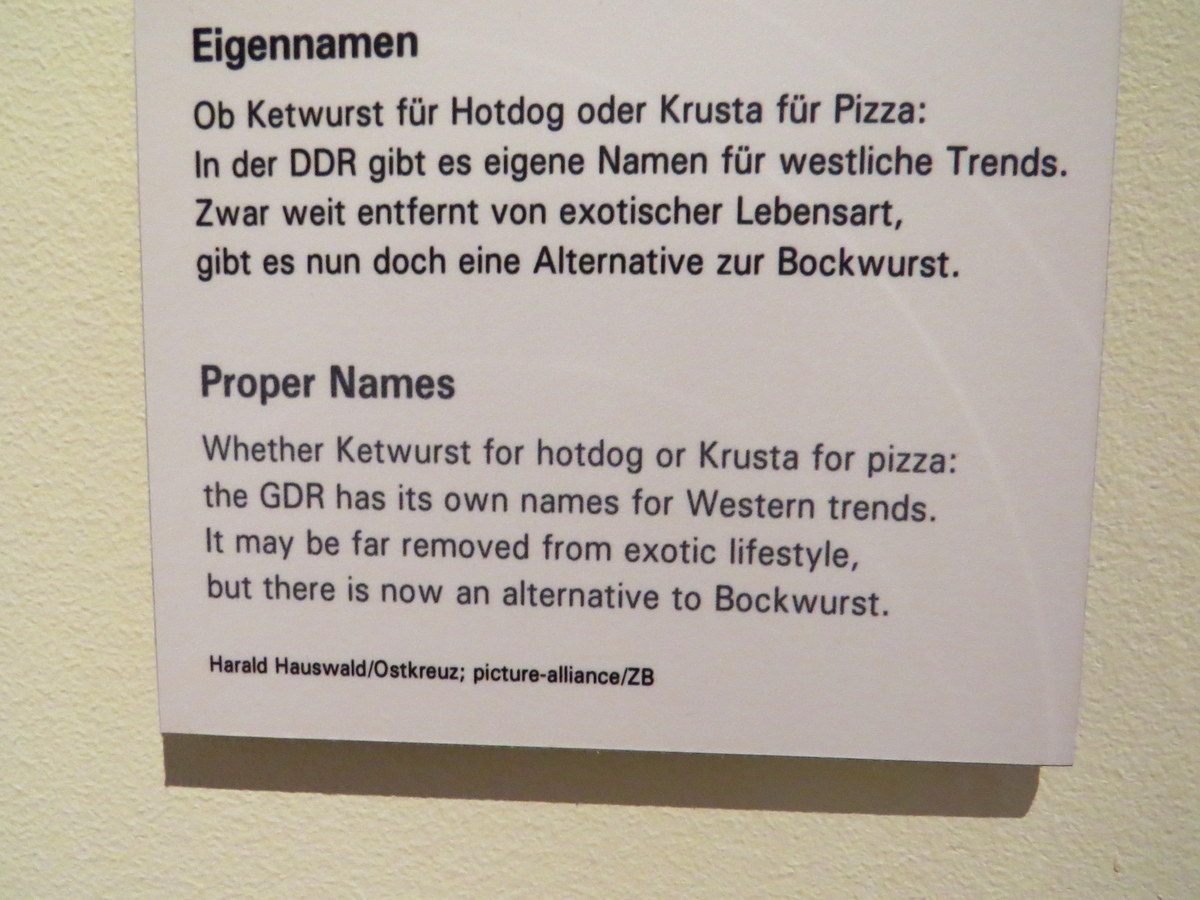 Eigennamen
Ob Ketwurst für Hotdog oder Krusta für Pizza:
In der DDR gibt es eigene Namen für westliche Trends.
Zwar weit entfernt von exotischer Lebensart,
gibt es nun doch eine Alternative zur Bockwurst.
Proper Names
Whether Ketwurst for hotdog or Krusta for pizza:
the GDR has its own names for Western trends.
It may be far removed from exotic lifestyle,
but there is now an alternative to Bockwurst.
Harald Hauswald/Ostkreuz; picture-alliance/ZB